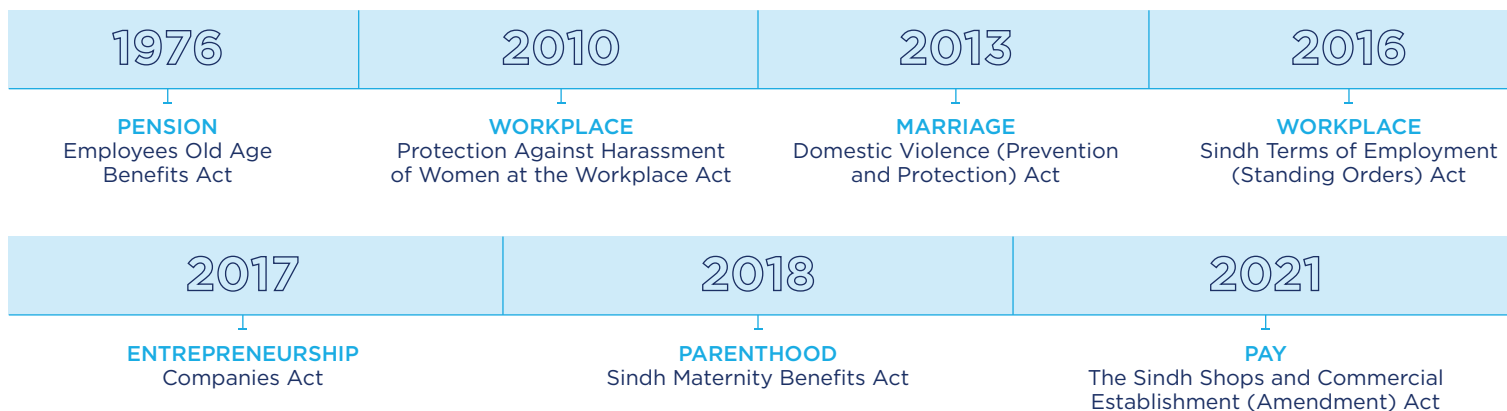 1976
2010
2013
2016
PENSION
Employees Old Age
Benefits Act
WORKPLACE
Protection Against Harassment
of Women at the Workplace Act
MARRIAGE
Domestic Violence (Prevention
and Protection) Act
WORKPLACE
Sindh Terms of Employment
(Standing Orders) Act
2017
2018
2021
ENTREPRENEURSHIP
Companies Act
PARENTHOOD
Sindh Maternity Benefits Act
PAY
The Sindh Shops and Commercial
Establishment (Amendment) Act